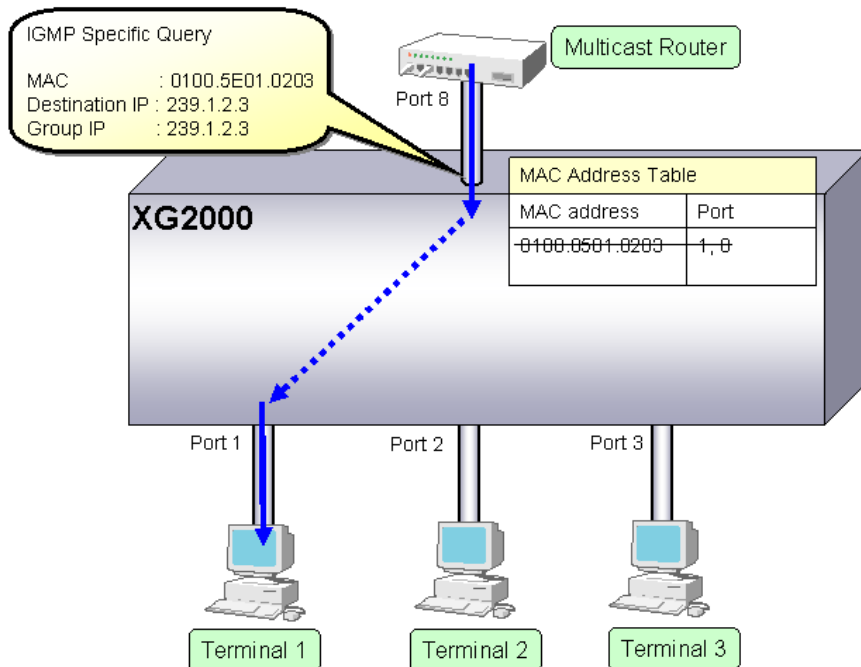 IGMP Specific Query
MAC : 0100.5E01.0203
Destination IP : 239.1.2.3
Group IP : 239.1.2.3
Multicast Router
Port 8
MAC Address Table
MAC address Port
0100.0501.0203 1, 8
XG2000
Port 1 Port 2 Port 3
Terminal 1 Terminal 2 Terminal 3